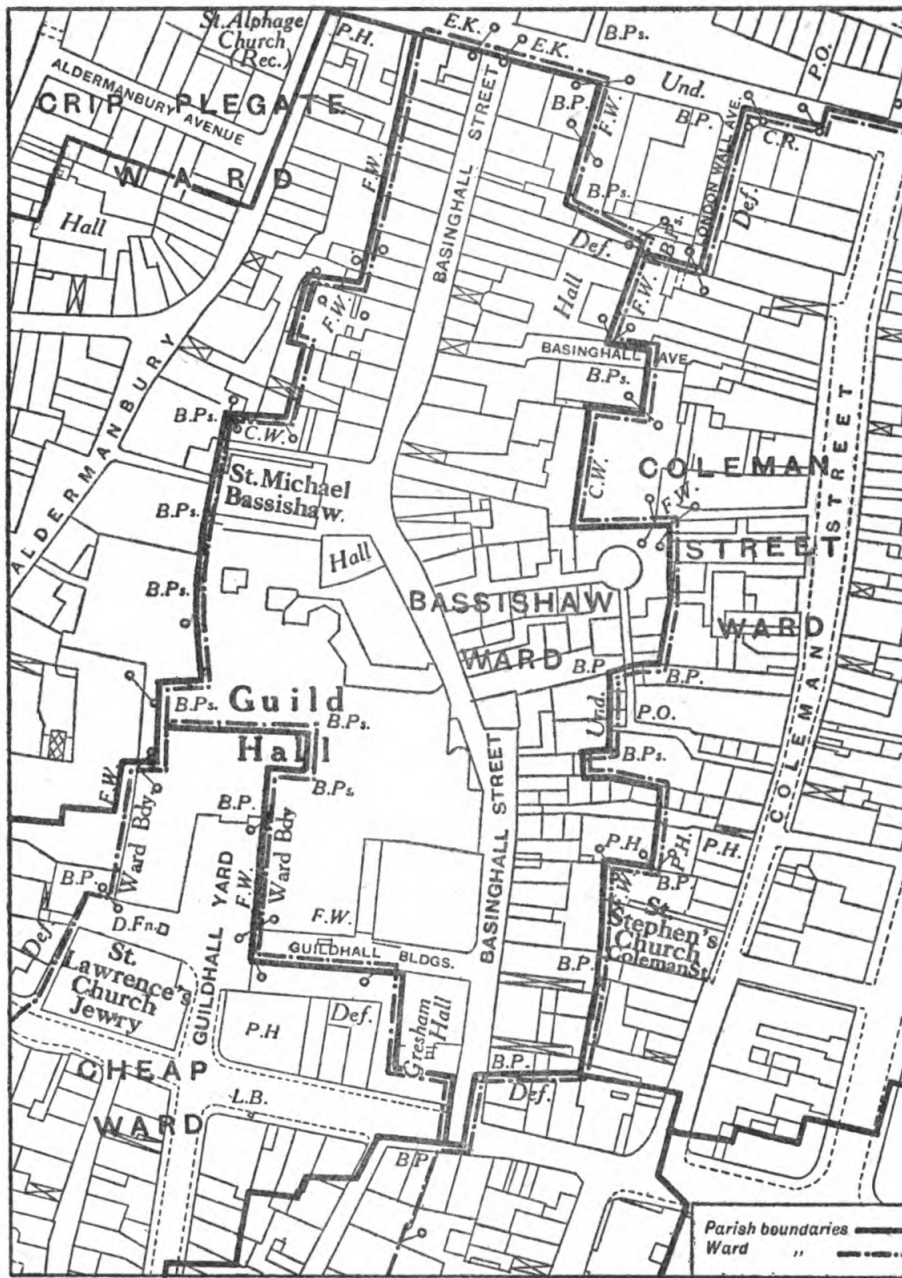 St. Alphage
Church
(Rec.)
P.H.
E.K.
E.K.
B.Ps.
P.O.
Und.
ALDERMANBURY
AVENUE
CRIPPLEGATE
WARD
Hall
F.W.
BASINGHALL STREET
B.P.
F.W.
B.P.
LONDON WALL AVE.
C.R.
Def.
B.Ps.
Def.
B.Ps.
Hall
F.W.
F.W.
BASINGHALL AVE
B.Ps.
ALDERMANBURY
B.Ps.
C.W.
St. Michael
Bassishaw.
B.Ps.
Hall
C.W.
COLEMAN
STREET
WARD
F.W.
COLEMAN STREET
B.Ps.
BASSISHAW
WARD
B.P.
B.P.
Und.
P.O.
B.Ps.
Guild
Hall
B.Ps.
B.Ps.
B.Ps.
F.W.
Ward Bdy
B.P.
Ward Bdy
F.W.
GUILDHALL YARD
BASINGHALL STREET
P.H.
P.H.
P.H.
B.P.
F.W.
St.
Stephen's
Church
Coleman St.
B.P.
D.Fn.
Def.
St.
Lawrence's
Church
Jewry
F.W.
GUILDHALL BLDGS.
B.P.
P.H
Def.
Gresham
Hall
B.P.
Def.
CHEAP
WARD
L.B.
B.P
Parish boundaries
Ward "